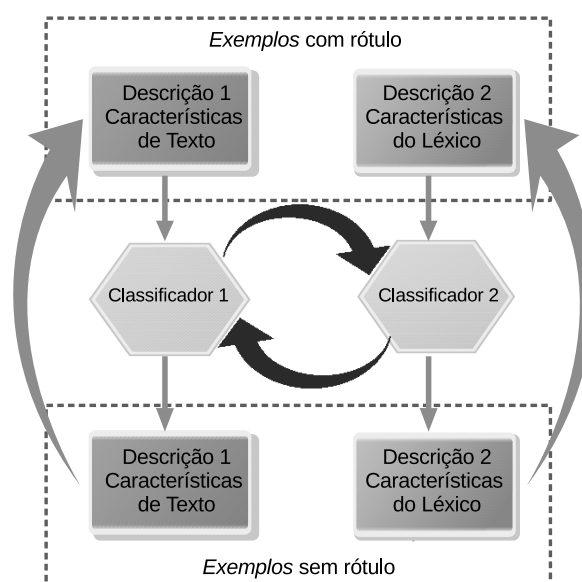 Exemplos com rótulo
Descrição 1
Características
de Texto
Descrição 2
Características
do Léxico
Classificador 1
Classificador 2
Descrição 1
Características
de Texto
Descrição 2
Características
do Léxico
Exemplos sem rótulo